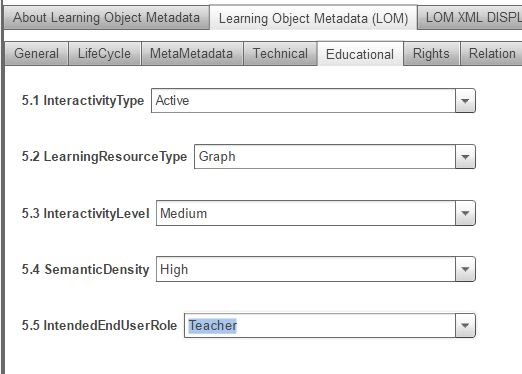 About Learning Object Metadata Learning Object Metadata (LOM) LOM XML DISPL
General LifeCycle MetaMetadata Technical Educational Rights Relation
5.1 InteractivityType Active
5.2 LearningResourceType Graph
5.3 InteractivityLevel Medium
5.4 SemanticDensity High
5.5 IntendedEndUserRole Teacher